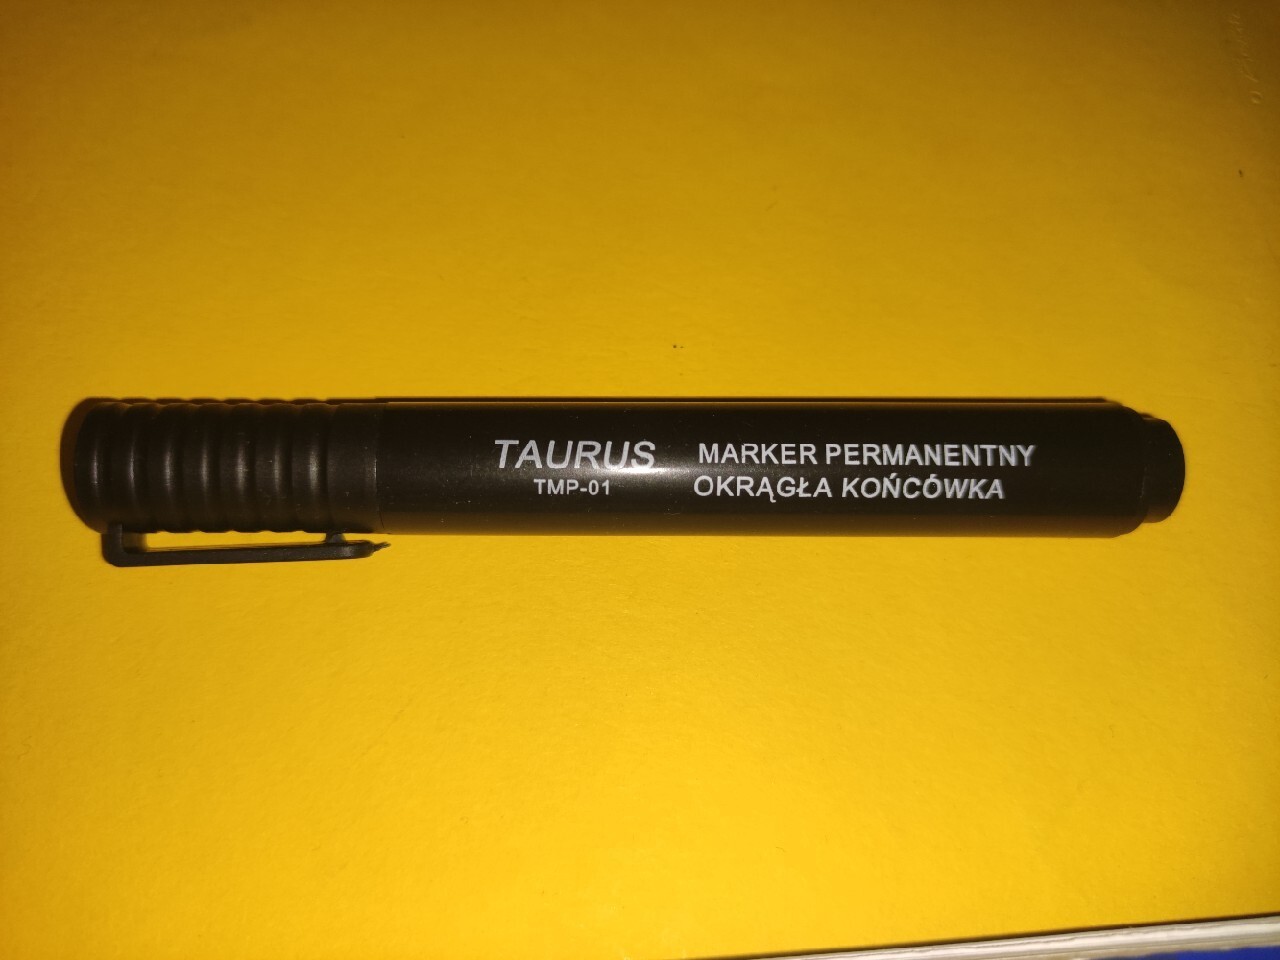 TAURUS MARKER PERMANENTNY
TMP-01 OKRĄGŁA KOŃCÓWKA